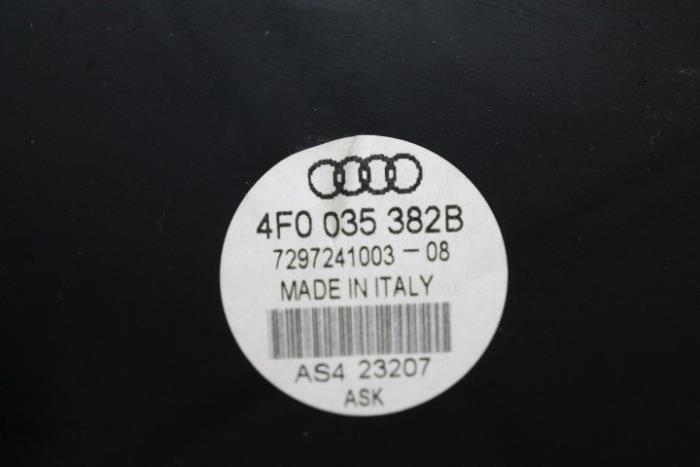 4F0 035 382B
7297241003-08
MADE IN ITALY
AS4 23207
ASK